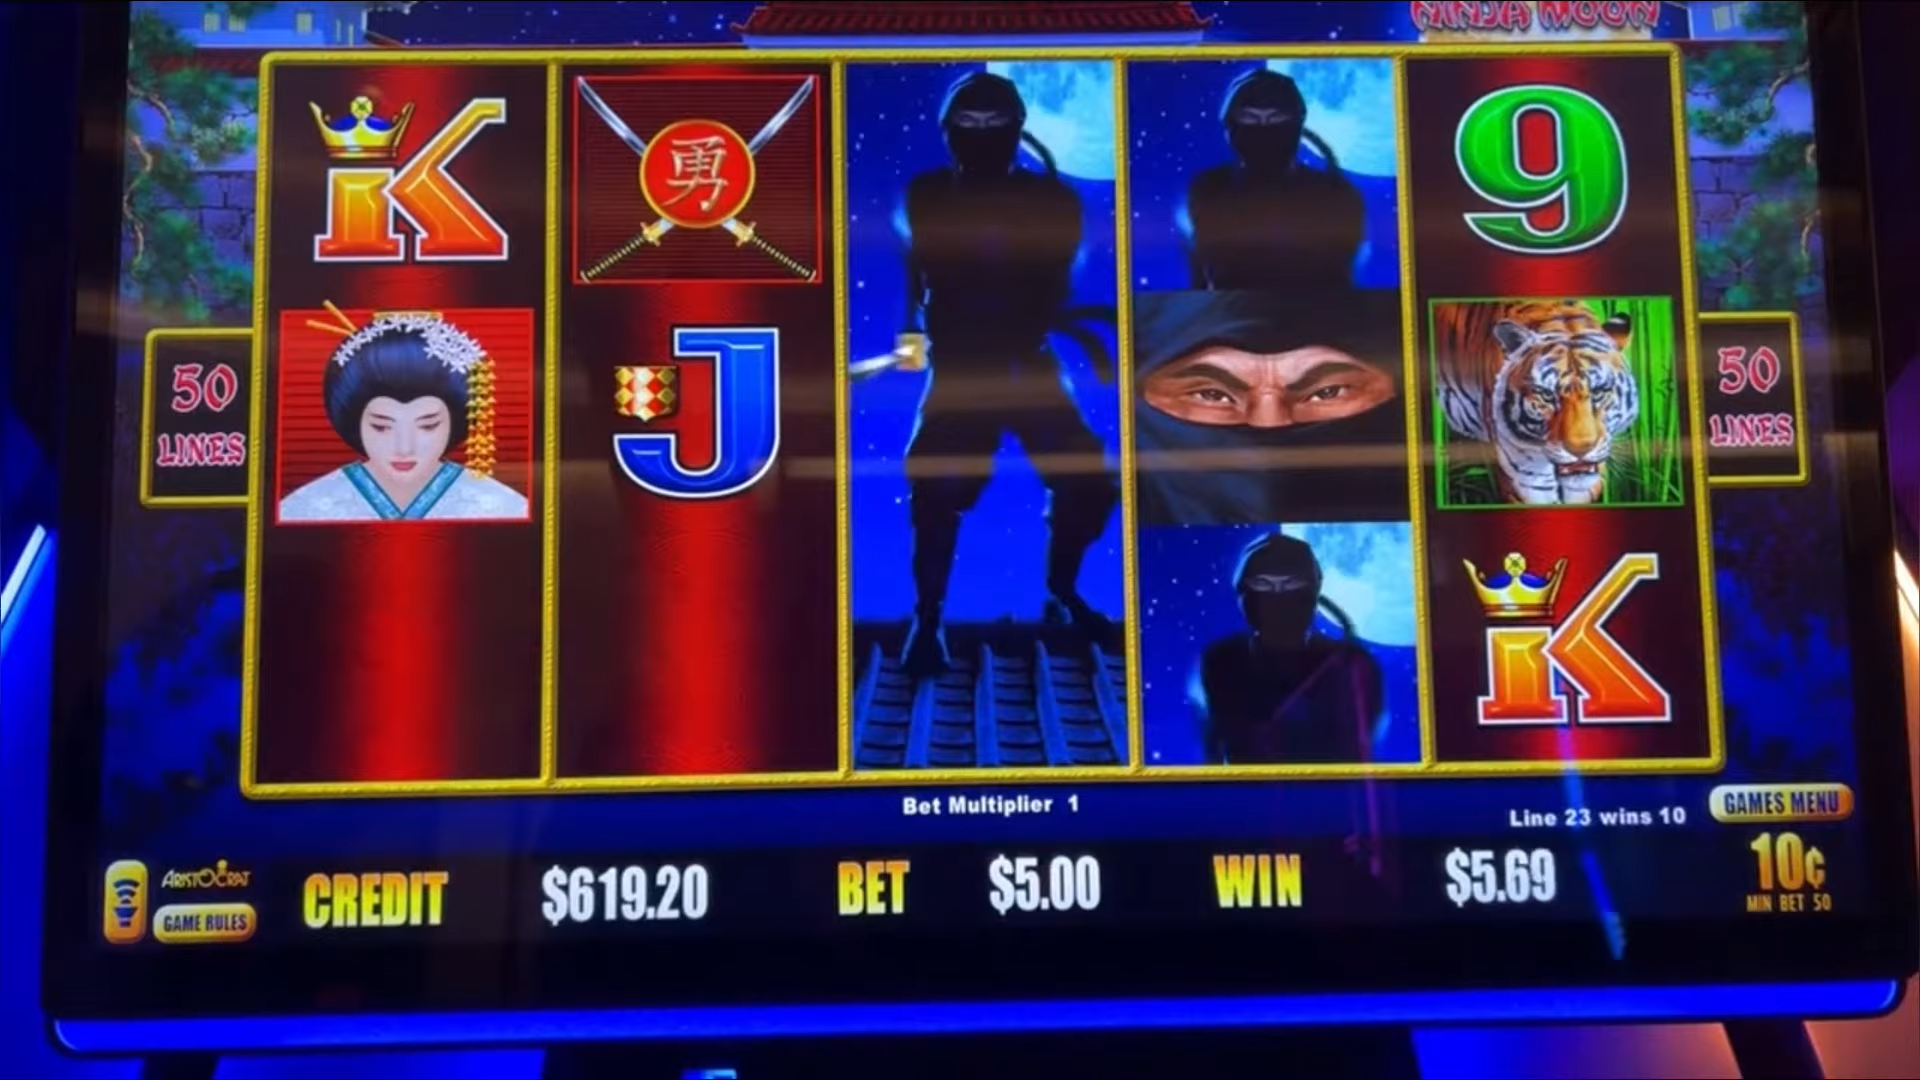 NINJA MOON
K
勇
9
J
50
LINES
50
LINES
K
Bet Multiplier 1
Line 23 wins 10
GAMES MENU
ARISTOCRAT
GAME RULES
CREDIT $619.20 BET $5.00 WIN $5.69
10¢
MIN BET 50